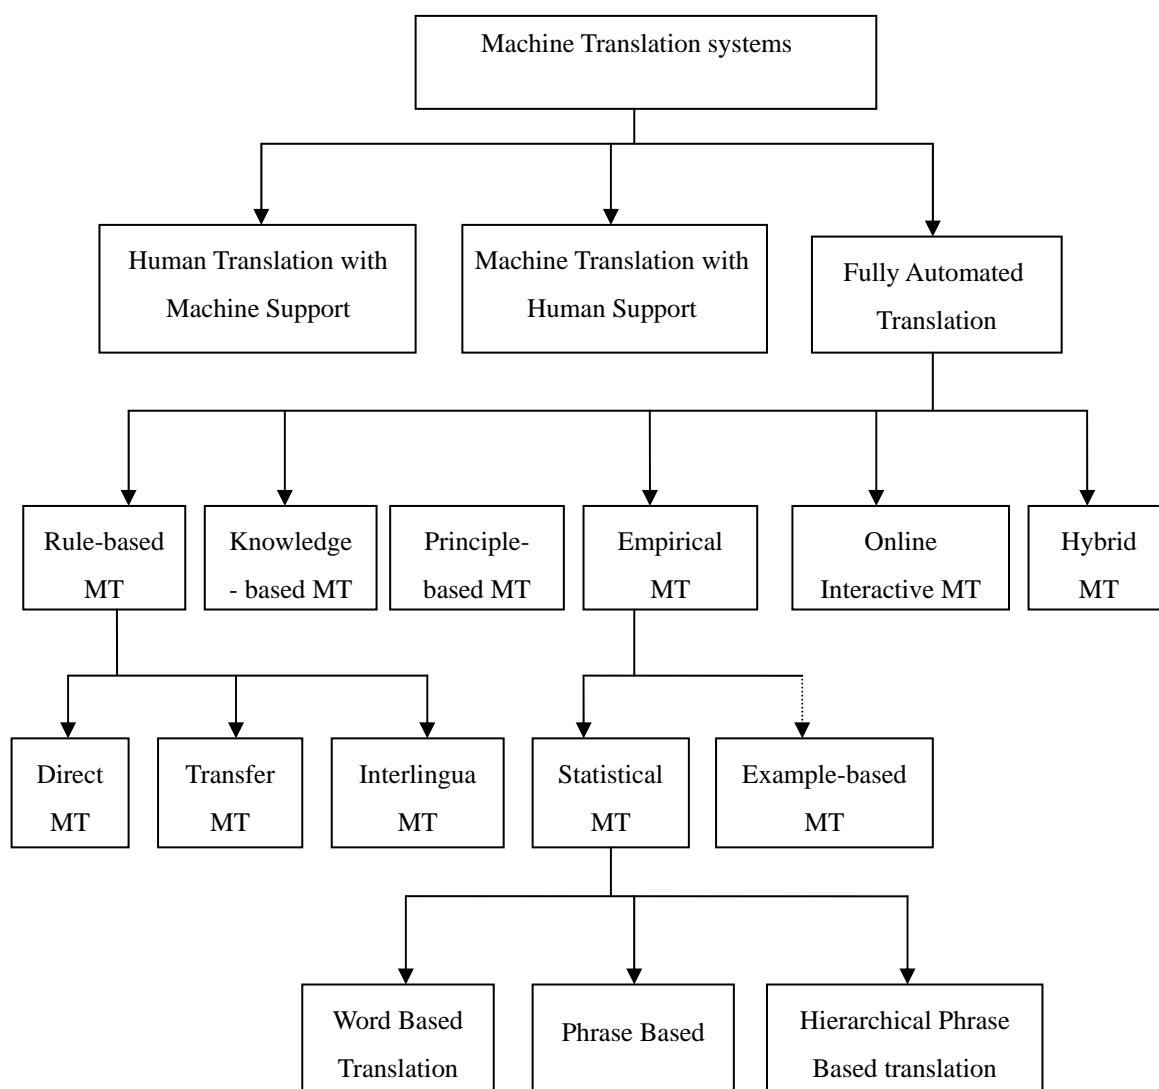 Machine Translation systems
Human Translation with
Machine Support
Machine Translation with
Human Support
Fully Automated
Translation
Rule-based
MT
Knowledge
- based MT
Principle-
based MT
Empirical
MT
Online
Interactive MT
Hybrid
MT
Direct
MT
Transfer
MT
Interlingua
MT
Statistical
MT
Example-based
MT
Word Based
Translation
Phrase Based
Hierarchical Phrase
Based translation